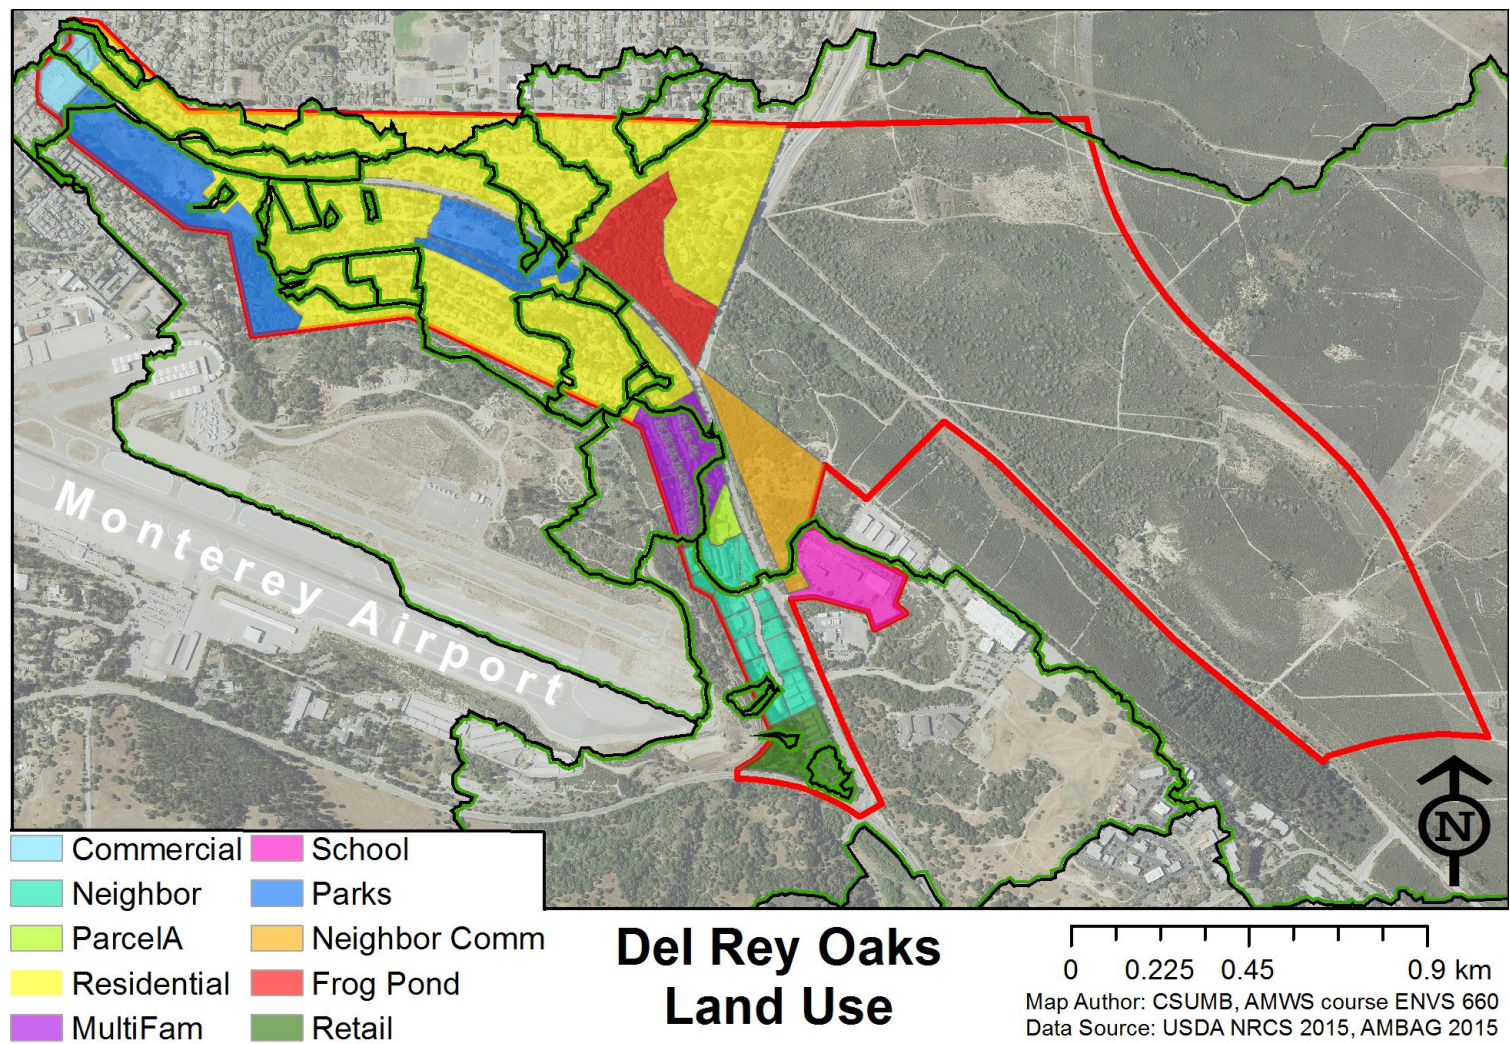 Monterey Airport
N
Commercial
School
Neighbor
Parks
ParcelA
Neighbor Comm
Residential
Frog Pond
MultiFam
Retail
Del Rey Oaks
Land Use
0 0.225 0.45 0.9 km
Map Author: CSUMB, AMWS course ENVS 660
Data Source: USDA NRCS 2015, AMBAG 2015